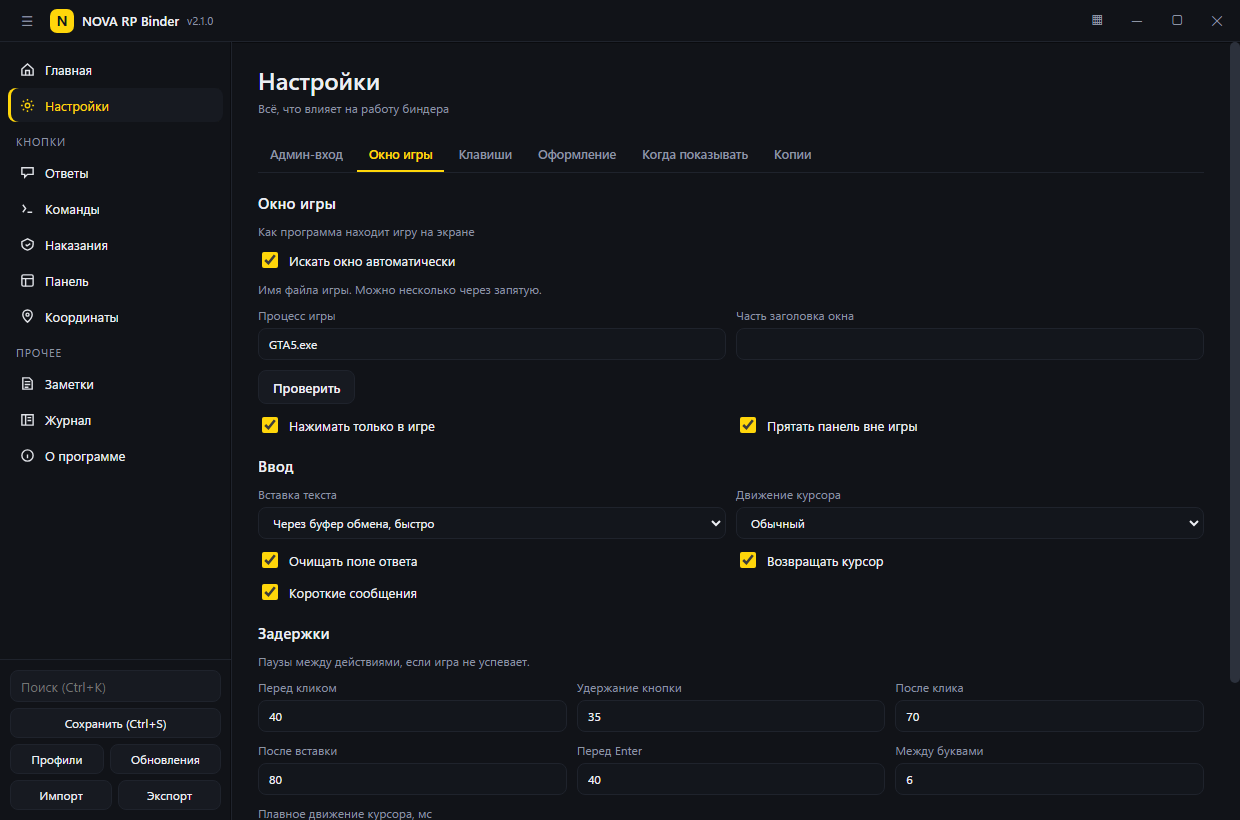 N NOVA RP Binder v2.1.0
Главная
Настройки
КНОПКИ
Ответы
Команды
Наказания
Панель
Координаты
ПРОЧЕЕ
Заметки
Журнал
О программе
Поиск (Ctrl+K)
Сохранить (Ctrl+S)
Профили Обновления
Импорт Экспорт
Настройки
Всё, что влияет на работу биндера
Админ-вход Окно игры Клавиши Оформление Когда показывать Копии
Окно игры
Как программа находит игру на экране
Искать окно автоматически
Имя файла игры. Можно несколько через запятую.
Процесс игры Часть заголовка окна
GTA5.exe
Проверить
Нажимать только в игре Прятать панель вне игры
Ввод
Вставка текста Движение курсора
Через буфер обмена, быстро Обычный
Очищать поле ответа Возвращать курсор
Короткие сообщения
Задержки
Паузы между действиями, если игра не успевает.
Перед кликом Удержание кнопки После клика
40 35 70
После вставки Перед Enter Между буквами
80 40 6
Плавное движение курсора, мс